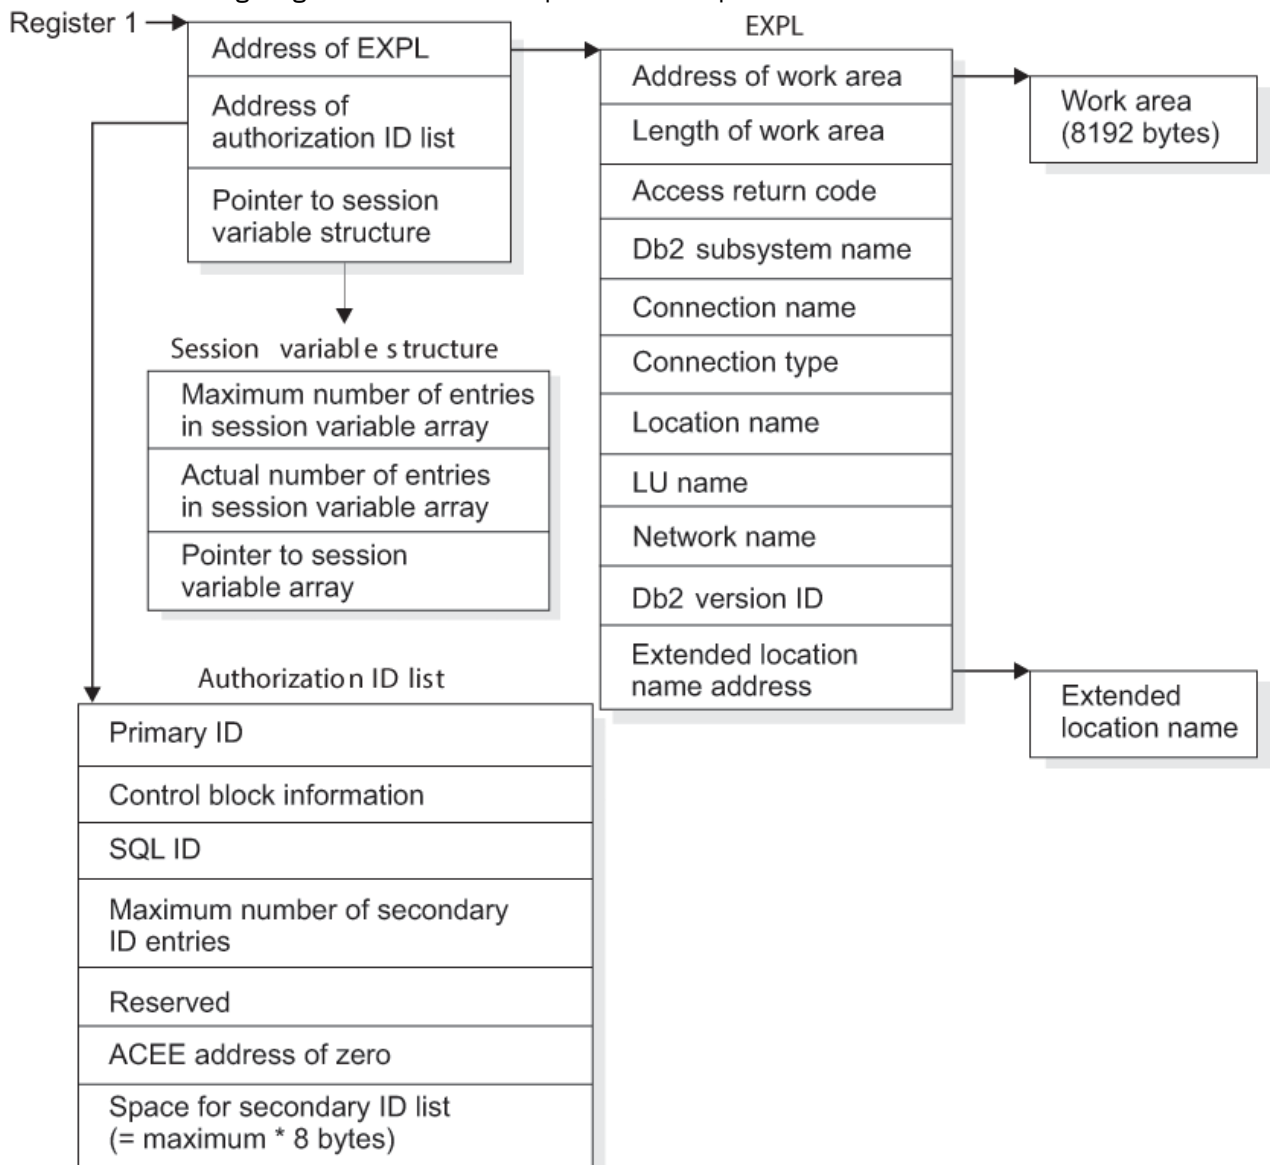 Register 1
Address of EXPL
Address of
authorization ID list
Pointer to session
variable structure
Session variable structure
Maximum number of entries
in session variable array
Actual number of entries
in session variable array
Pointer to session
variable array
EXPL
Address of work area
Length of work area
Access return code
Db2 subsystem name
Connection name
Connection type
Location name
LU name
Network name
Db2 version ID
Extended location
name address
Work area
(8192 bytes)
Extended
location name
Authorization ID list
Primary ID
Control block information
SQL ID
Maximum number of secondary
ID entries
Reserved
ACEE address of zero
Space for secondary ID list
(= maximum * 8 bytes)